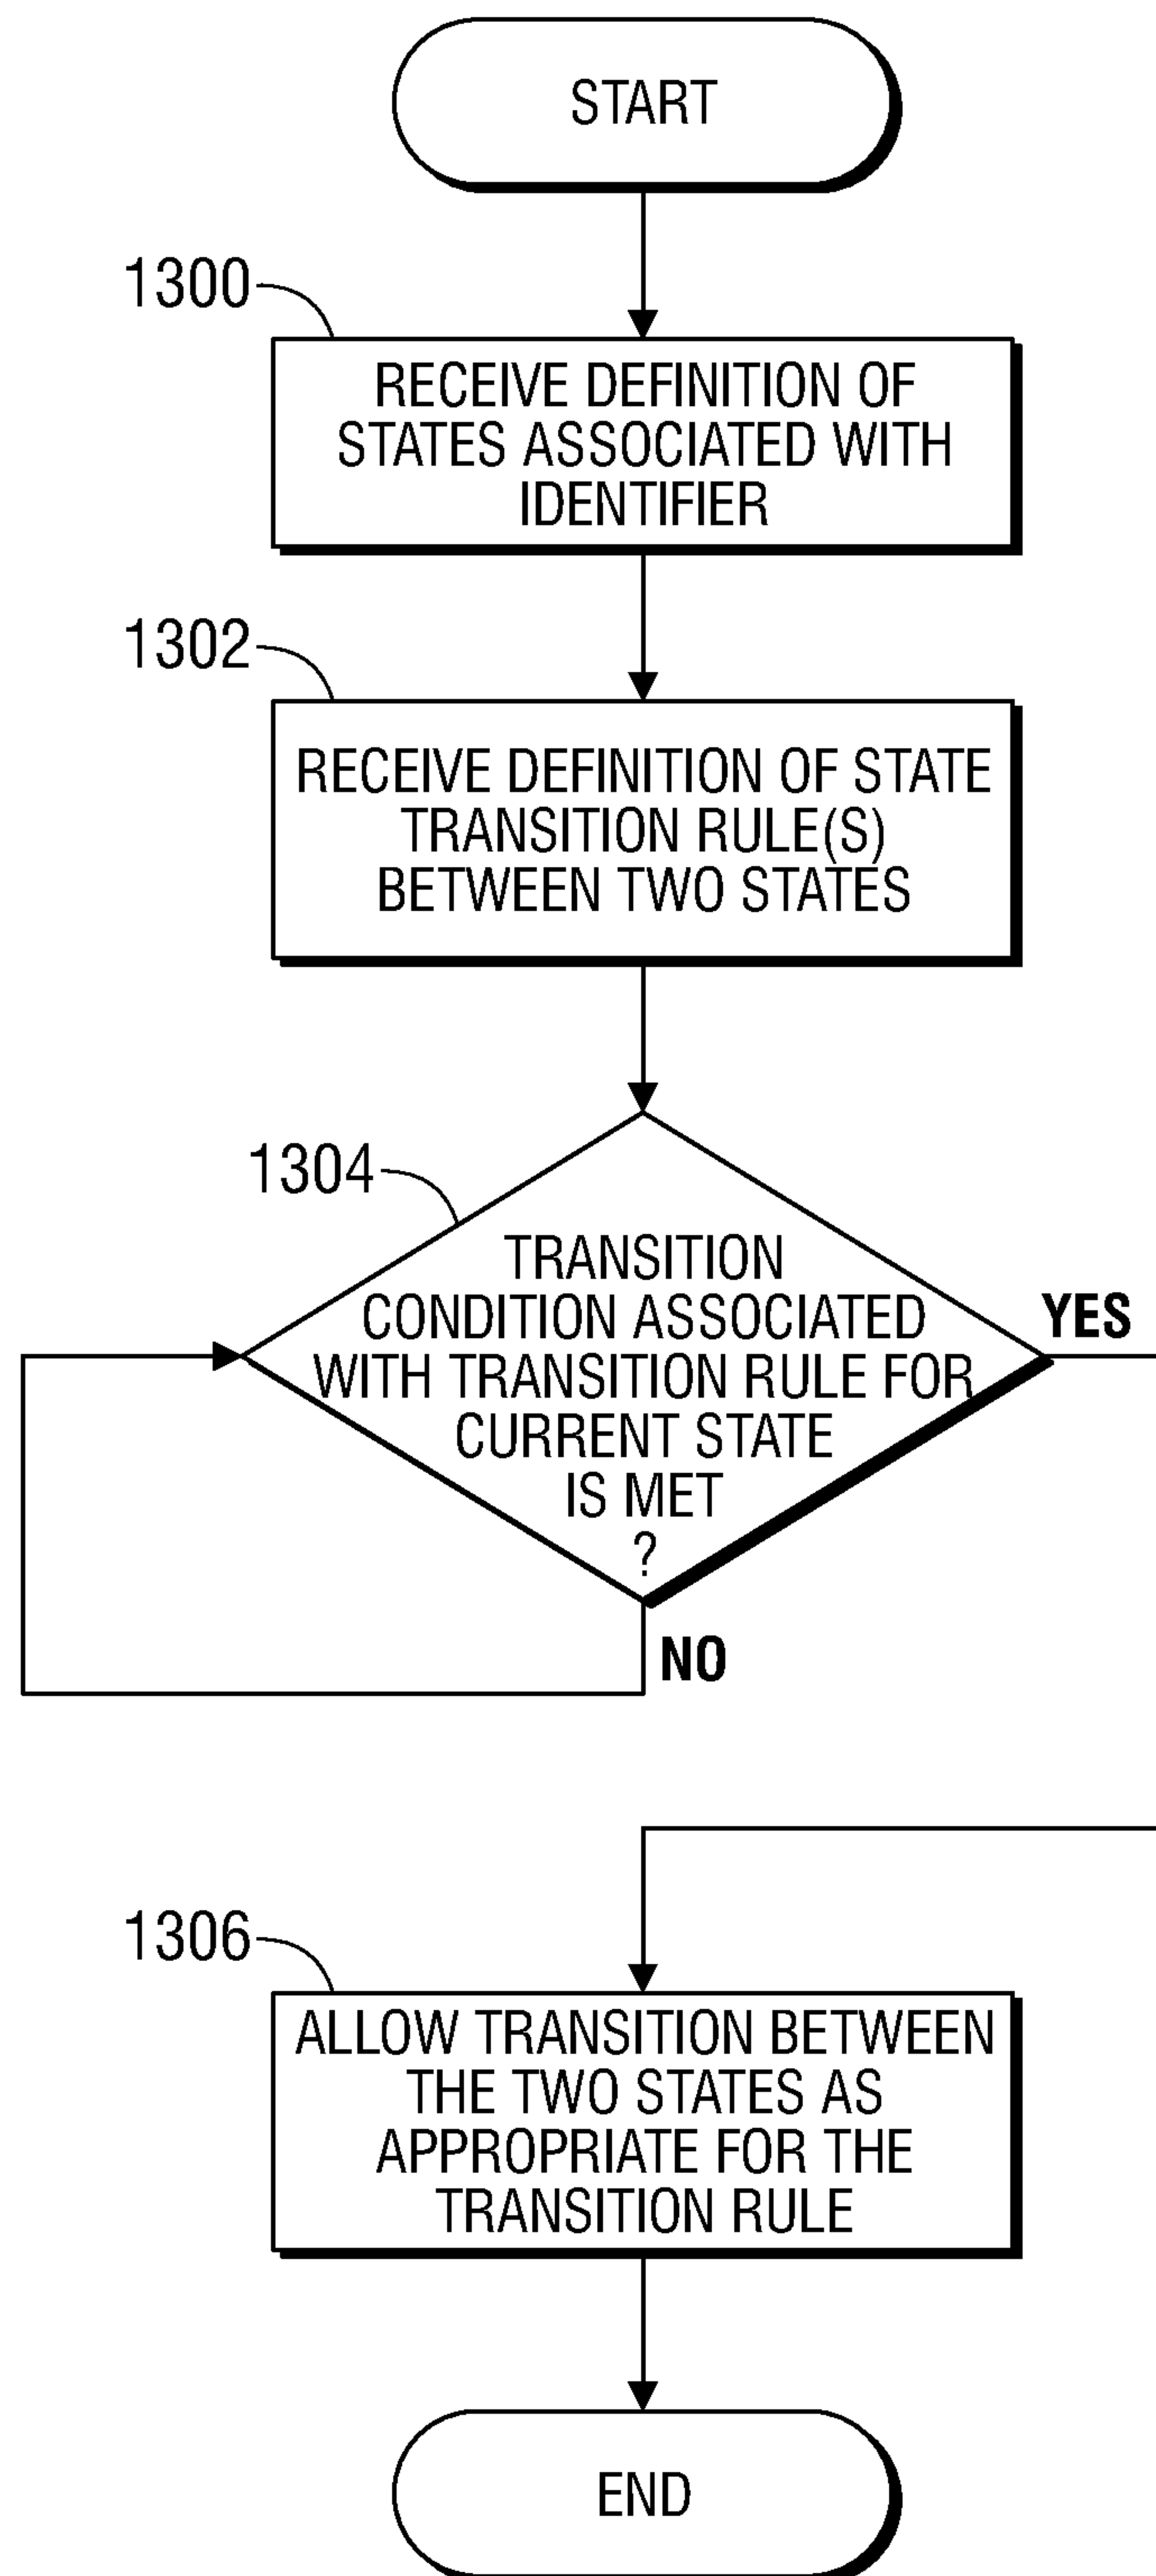 START
1300
RECEIVE DEFINITION OF
STATES ASSOCIATED WITH
IDENTIFIER
1302
RECEIVE DEFINITION OF STATE
TRANSITION RULE(S)
BETWEEN TWO STATES
1304
TRANSITION
CONDITION ASSOCIATED
WITH TRANSITION RULE FOR
CURRENT STATE
IS MET
?
YES
NO
1306
ALLOW TRANSITION BETWEEN
THE TWO STATES AS
APPROPRIATE FOR THE
TRANSITION RULE
END